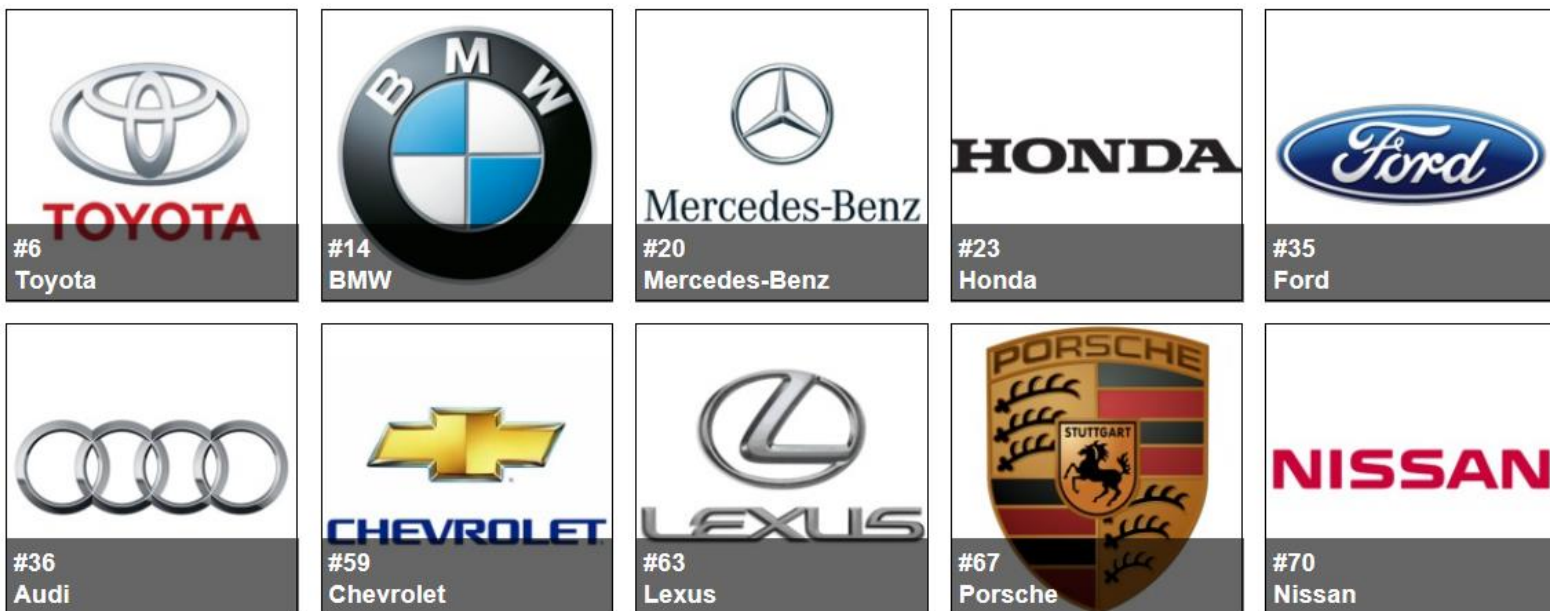 TOYOTA
#6
Toyota
BMW
#14
BMW
Mercedes-Benz
#20
Mercedes-Benz
HONDA
#23
Honda
Ford
#35
Ford
#36
Audi
CHEVROLET
#59
Chevrolet
LEXUS
#63
Lexus
PORSCHE
STUTTGART
#67
Porsche
NISSAN
#70
Nissan